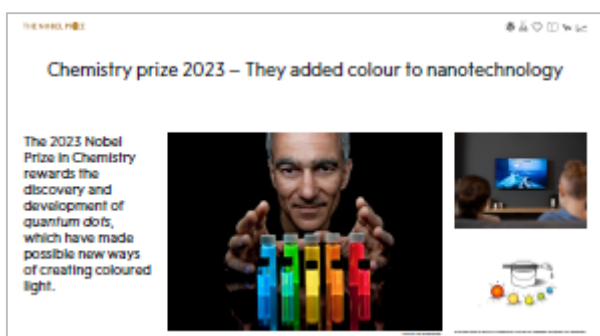 THE NOBEL PRIZE
Chemistry prize 2023 – They added colour to nanotechnology
The 2023 Nobel
Prize in Chemistry
rewards the
discovery and
development of
quantum dots,
which have made
possible new ways
of creating coloured
light.